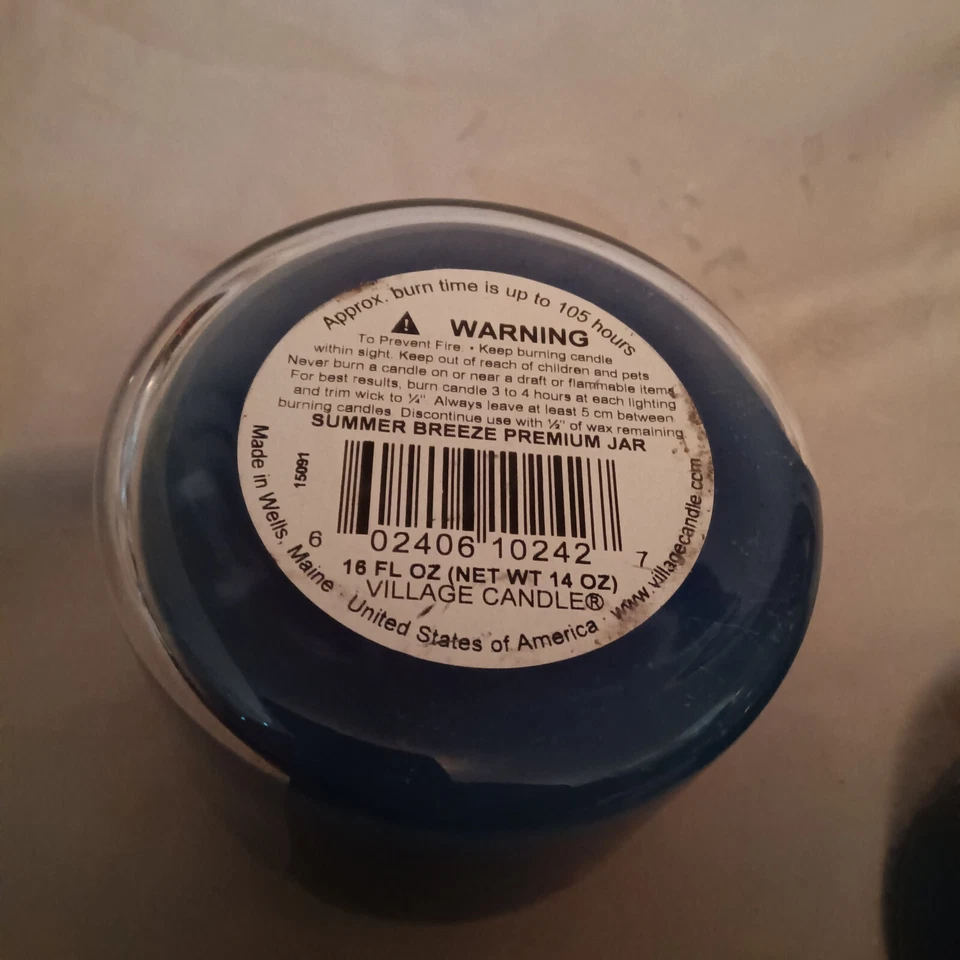 Approx. burn time is up to 105 hours
WARNING
To Prevent Fire: • Keep burning candle
within sight. Keep out of reach of children and pets
Never burn a candle on or near a draft or flammable items
For best results, burn candle 3 to 4 hours at each lighting
and trim wick to ¼" Always leave at least 5 cm between
burning candles. Discontinue use with ½" of wax remaining
SUMMER BREEZE PREMIUM JAR
15091
6 02406 10242 7
16 FL OZ (NET WT 14 OZ)
VILLAGE CANDLE®
Made in Wells, Maine · United States of America · www.villagecandle.com